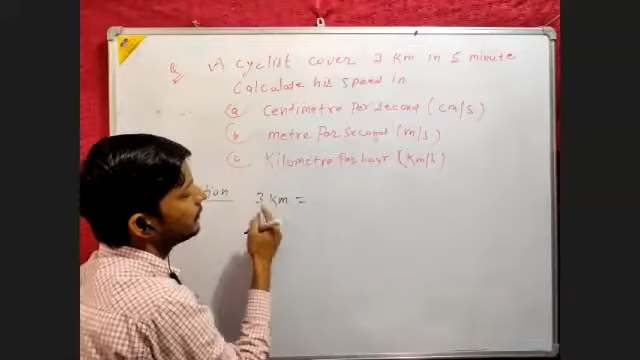 Q v) cyclist cover 3 km in 5 minute
Calculate his speed in
(a) Centimetre Per second (cm/s)
(b) metre Per second (m/s)
(c) Kilometre Per hour (km/h)
tion 3 km =